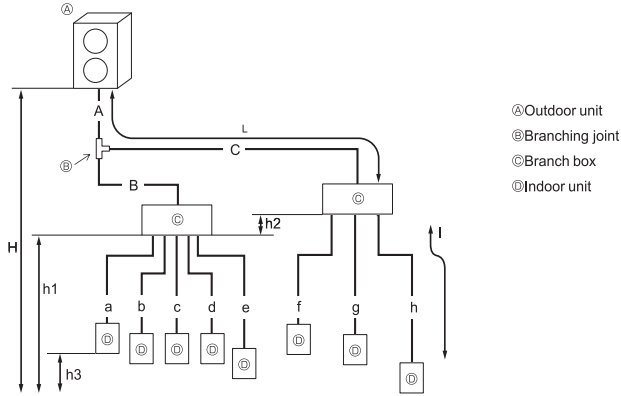 Ⓐ
A
L
C
Ⓑ
B
Ⓒ
Ⓒ
h2
H
h1
a
b
c
d
e
f
g
h
l
Ⓓ
Ⓓ
Ⓓ
Ⓓ
Ⓓ
Ⓓ
Ⓓ
Ⓓ
h3
ⒶOutdoor unit
ⒷBranching joint
ⒸBranch box
ⒹIndoor unit